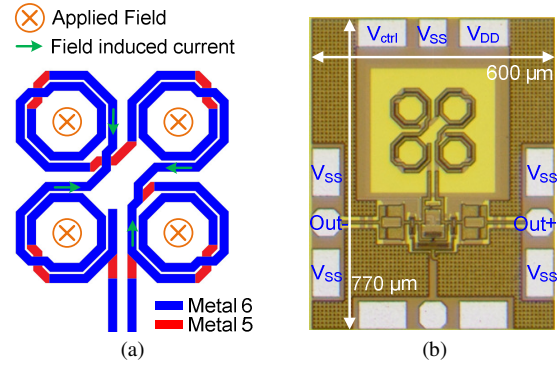 Applied Field
Field induced current
Metal 6
Metal 5
(a)
Vctrl
VSS
VDD
600 µm
VSS
VSS
Out-
Out+
VSS
VSS
770 µm
(b)